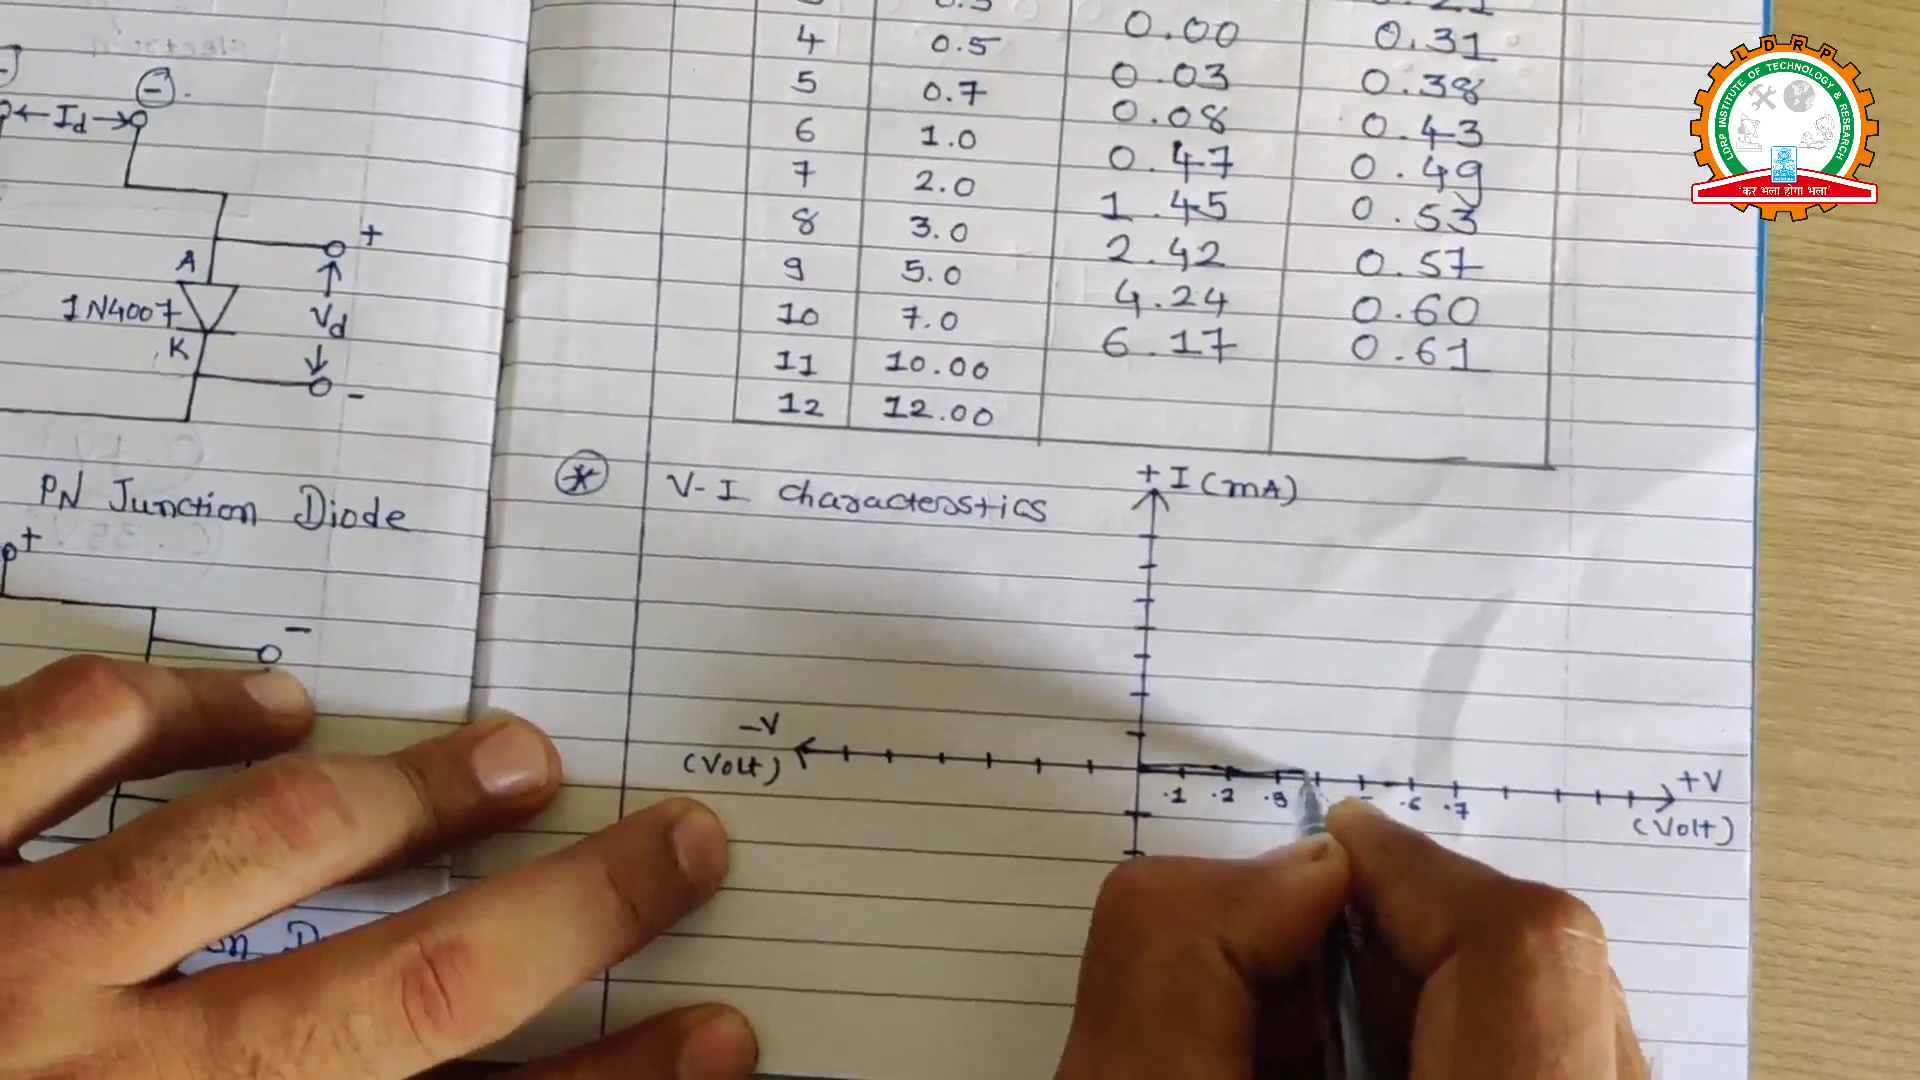 4 0.5 0.00 0.31
5 0.7 0.03 0.38
6 1.0 0.08 0.43
7 2.0 0.47 0.49
8 3.0 1.45 0.53
9 5.0 2.42 0.57
10 7.0 4.24 0.60
11 10.00 6.17 0.61
12 12.00
Id
-
+
A
1N4007
Vd
K
-
PN Junction Diode
+
-
V-I characterstics
+I (mA)
-V
(Volt)
.1 .2 .3 .6 .7
+V
(Volt)
LDRP
LDRP INSTITUTE OF TECHNOLOGY & RESEARCH
'कर भला होगा भला'